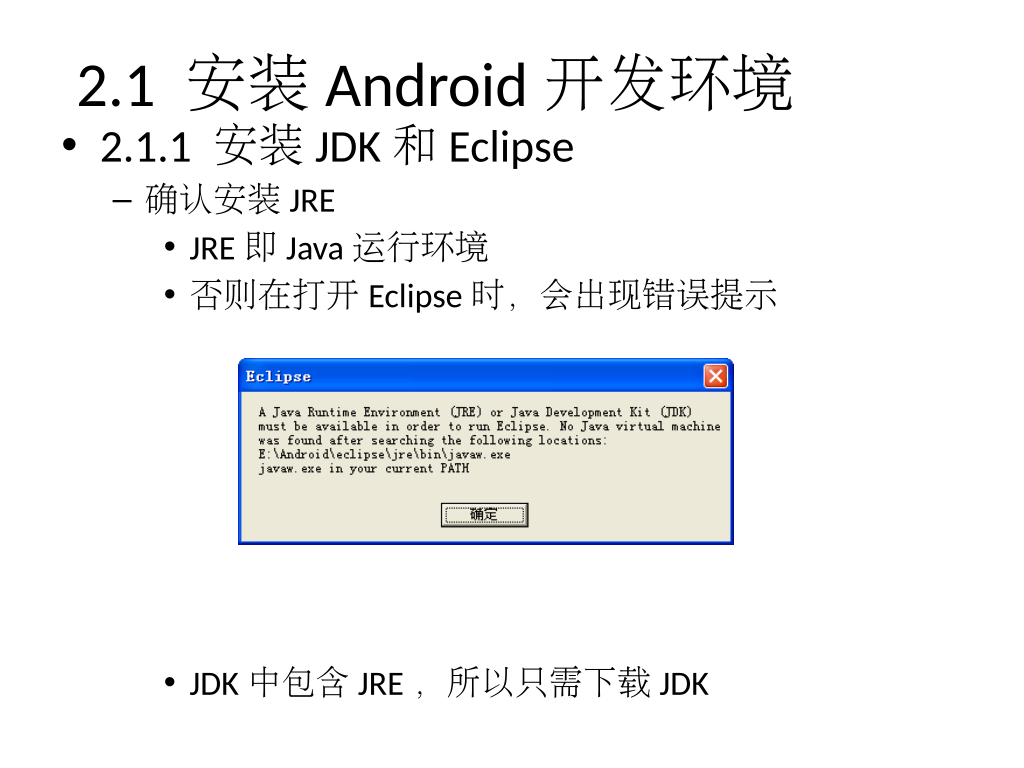 2.1 安装 Android 开发环境
• 2.1.1 安装 JDK 和 Eclipse
– 确认安装 JRE
• JRE 即 Java 运行环境
• 否则在打开 Eclipse 时，会出现错误提示
Eclipse
A Java Runtime Environment (JRE) or Java Development Kit (JDK)
must be available in order to run Eclipse. No Java virtual machine
was found after searching the following locations:
E:\Android\eclipse\jre\bin\javaw.exe
javaw.exe in your current PATH
确定
• JDK 中包含 JRE ，所以只需下载 JDK